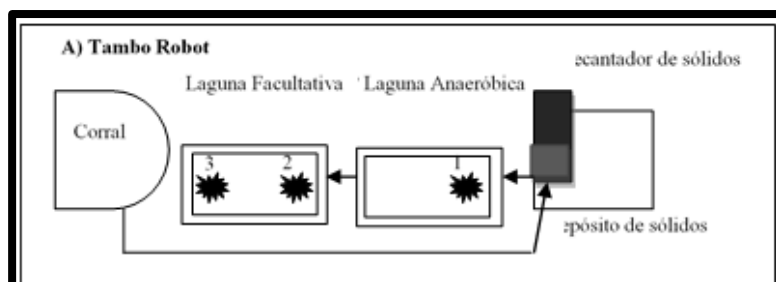 A) Tambo Robot
ecantador de sólidos
Laguna Facultativa
Laguna Anaeróbica
Corral
3
2
1
epósito de sólidos